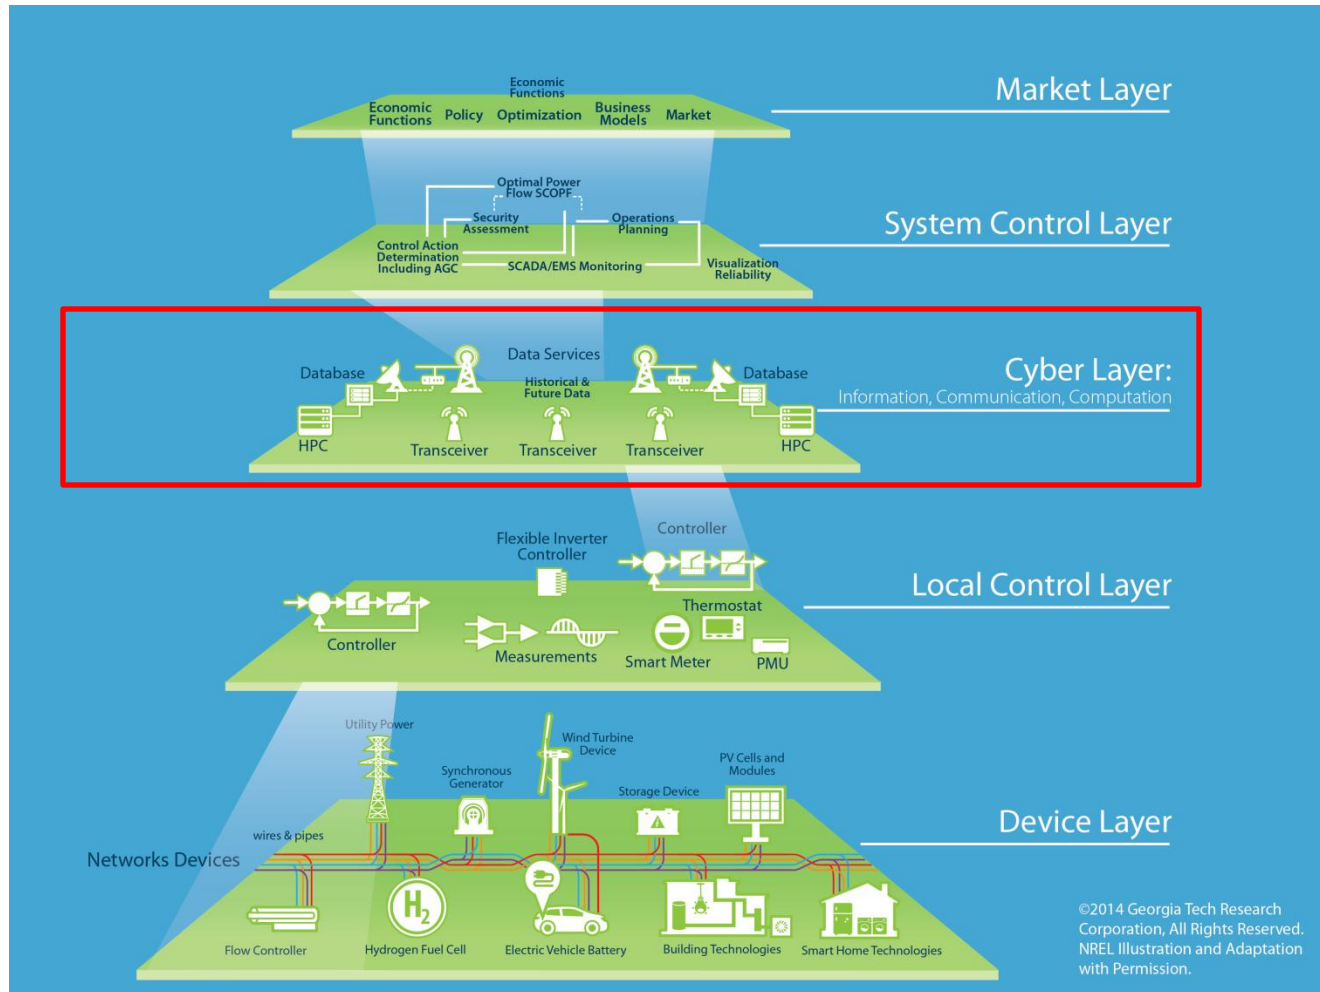 Market Layer
Economic
Functions
Economic
Functions
Policy
Optimization
Business
Models
Market
System Control Layer
Optimal Power
Flow SCOPF
Security
Assessment
Operations
Planning
Control Action
Determination
Including AGC
SCADA/EMS Monitoring
Visualization
Reliability
Cyber Layer:
Information, Communication, Computation
Data Services
Database
Historical &
Future Data
Database
HPC
Transceiver
Transceiver
Transceiver
HPC
Local Control Layer
Controller
Flexible Inverter
Controller
Thermostat
Controller
Measurements
Smart Meter
PMU
Device Layer
Utility Power
Wind Turbine
Device
Synchronous
Generator
Storage Device
PV Cells and
Modules
wires & pipes
Networks Devices
H2
Flow Controller
Hydrogen Fuel Cell
Electric Vehicle Battery
Building Technologies
Smart Home Technologies
©2014 Georgia Tech Research
Corporation, All Rights Reserved.
NREL Illustration and Adaptation
with Permission.